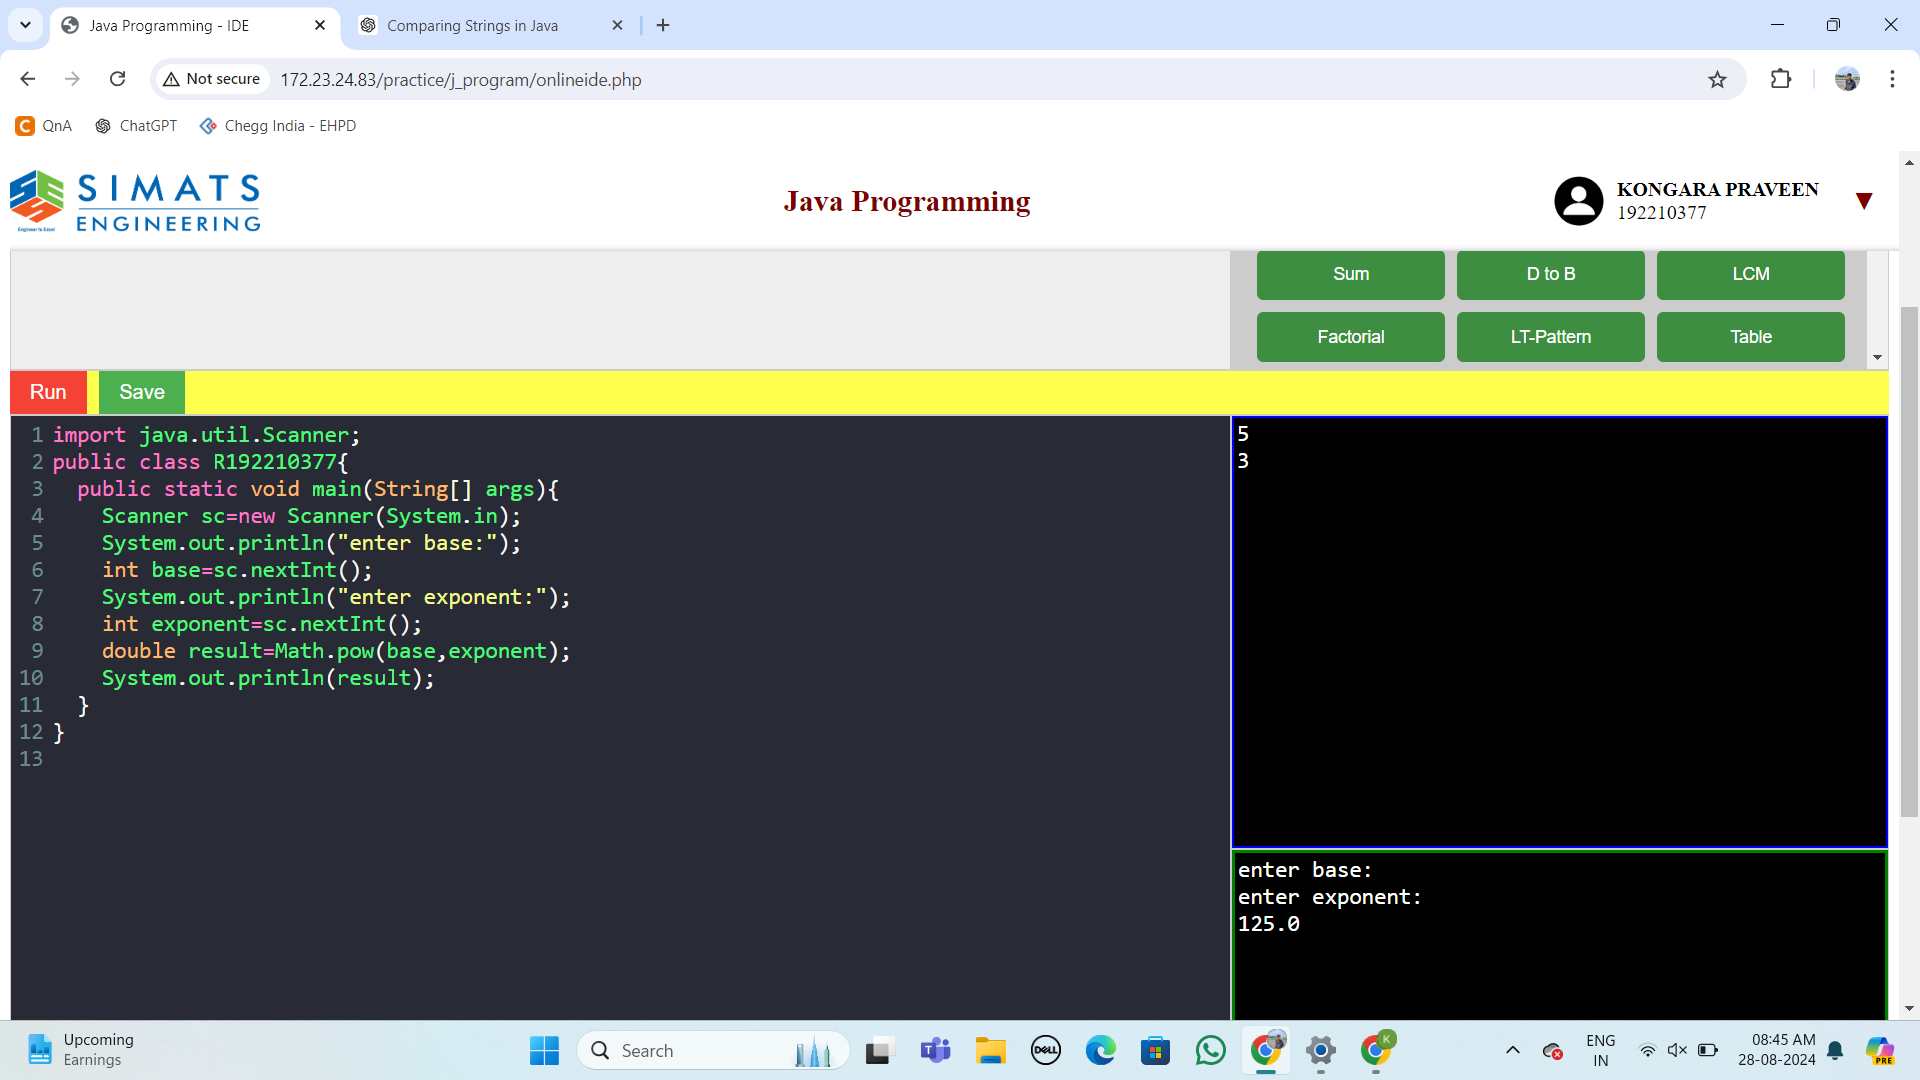 Java Programming - IDE
Comparing Strings in Java
Not secure
172.23.24.83/practice/j_program/onlineide.php
QnA
ChatGPT
Chegg India - EHPD
SIMATS
ENGINEERING
Engineer to Excel
Java Programming
KONGARA PRAVEEN
192210377
Sum
D to B
LCM
Factorial
LT-Pattern
Table
Run
Save
1 import java.util.Scanner;
2 public class R192210377{
3 public static void main(String[] args){
4 Scanner sc=new Scanner(System.in);
5 System.out.println("enter base:");
6 int base=sc.nextInt();
7 System.out.println("enter exponent:");
8 int exponent=sc.nextInt();
9 double result=Math.pow(base,exponent);
10 System.out.println(result);
11 }
12 }
13
5
3
enter base:
enter exponent:
125.0
Upcoming
Earnings
Search
DELL
K
ENG
IN
08:45 AM
28-08-2024
PRE